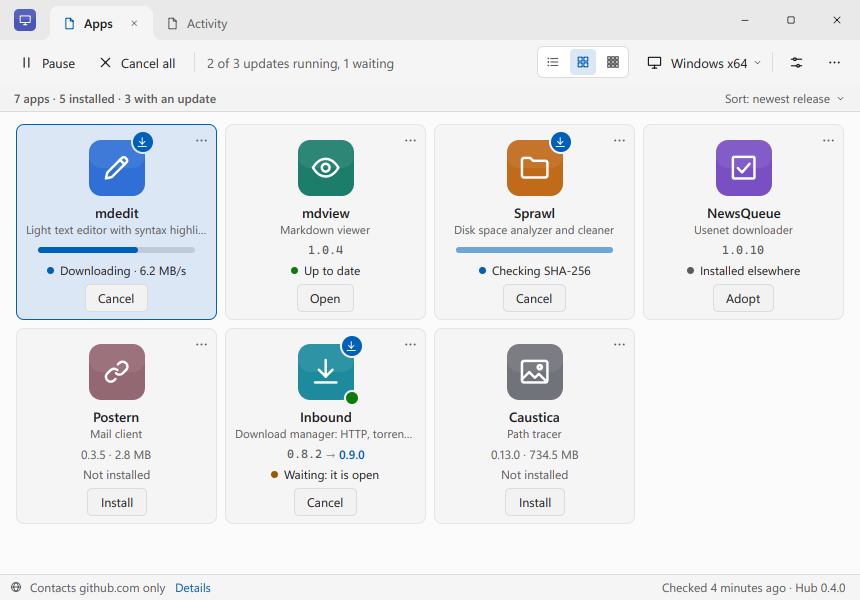 Apps
Activity
Pause
Cancel all
2 of 3 updates running, 1 waiting
Windows x64
7 apps · 5 installed · 3 with an update
Sort: newest release
mdedit
Light text editor with syntax highli...
Downloading · 6.2 MB/s
Cancel
mdview
Markdown viewer
1.0.4
Up to date
Open
Sprawl
Disk space analyzer and cleaner
Checking SHA-256
Cancel
NewsQueue
Usenet downloader
1.0.10
Installed elsewhere
Adopt
Postern
Mail client
0.3.5 · 2.8 MB
Not installed
Install
Inbound
Download manager: HTTP, torren...
0.8.2 → 0.9.0
Waiting: it is open
Cancel
Caustica
Path tracer
0.13.0 · 734.5 MB
Not installed
Install
Contacts github.com only Details
Checked 4 minutes ago · Hub 0.4.0